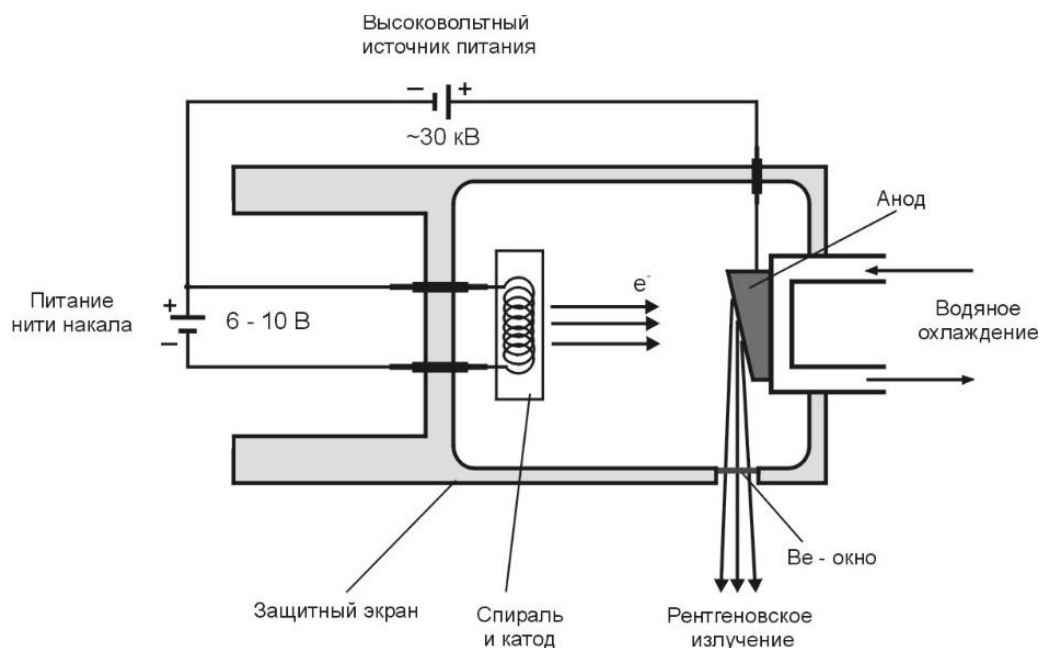 Высоковольтный
источник питания
– +
~30 кВ
Анод
e⁻
Питание
нити накала
+
–
6 - 10 В
Водяное
охлаждение
Be - окно
Защитный экран
Спираль
и катод
Рентгеновское
излучение